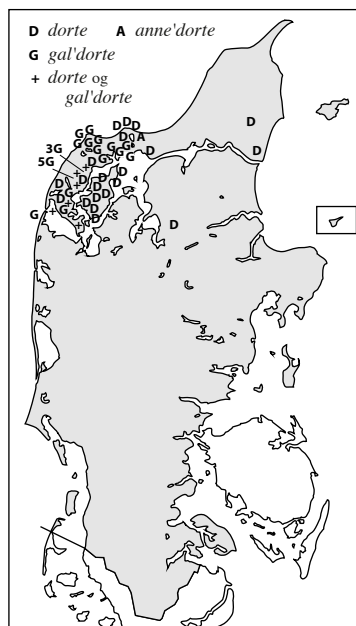 D dorte A anne'dorte
G gal'dorte
+ dorte og
gal'dorte
D
D D D
G G
G G G D A
3G G G G
G G D D
5G + D G
+ D D D
D + D D D
D G D D
D + D D
G + G D
+ D D